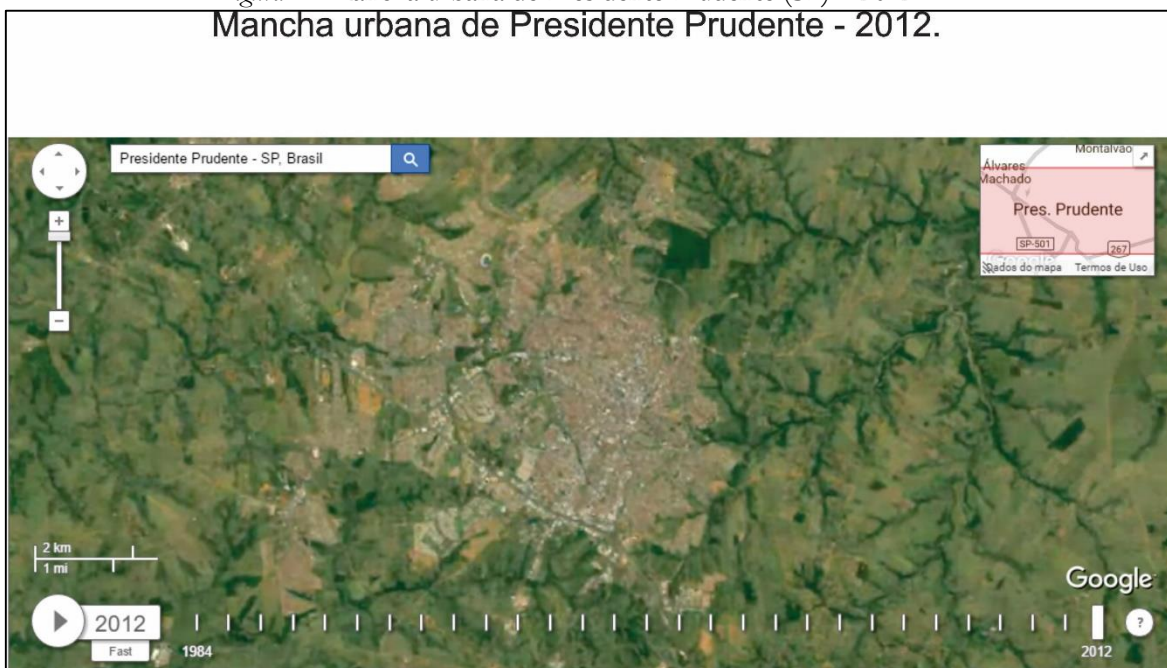 Mancha urbana de Presidente Prudente - 2012.
Presidente Prudente - SP, Brasil
Montalvão
Álvares
Machado
Pres. Prudente
SP-501
267
Google
Dados do mapa Termos de Uso
+
−
2 km
1 mi
Google
2012
Fast
1984
2012
?